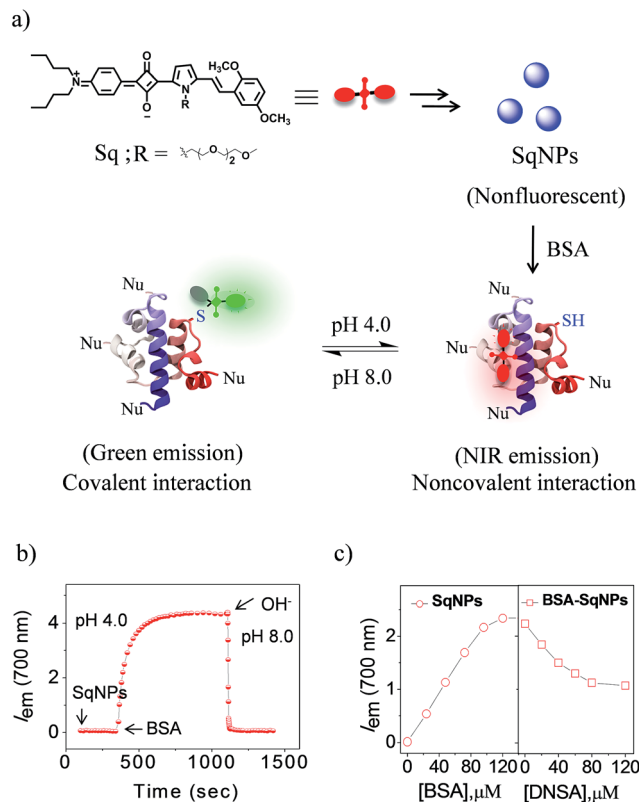 a)
O
H₃CO
N
+
N
R
O
–
OCH₃
Sq ;R = ( O )₂ O
SqNPs
(Nonfluorescent)
BSA
Nu
S
Nu
Nu
Nu
pH 4.0
pH 8.0
Nu
SH
Nu
Nu
Nu
(Green emission)
Covalent interaction
(NIR emission)
Noncovalent interaction
b)
Iem (700 nm)
4
2
0
pH 4.0
OH-
pH 8.0
SqNPs
BSA
0 500 1000 1500
Time (sec)
c)
Iem (700 nm)
3
2
1
0
SqNPs
BSA-SqNPs
0 40 80 120
0 40 80 120
[BSA],μM
[DNSA],μM